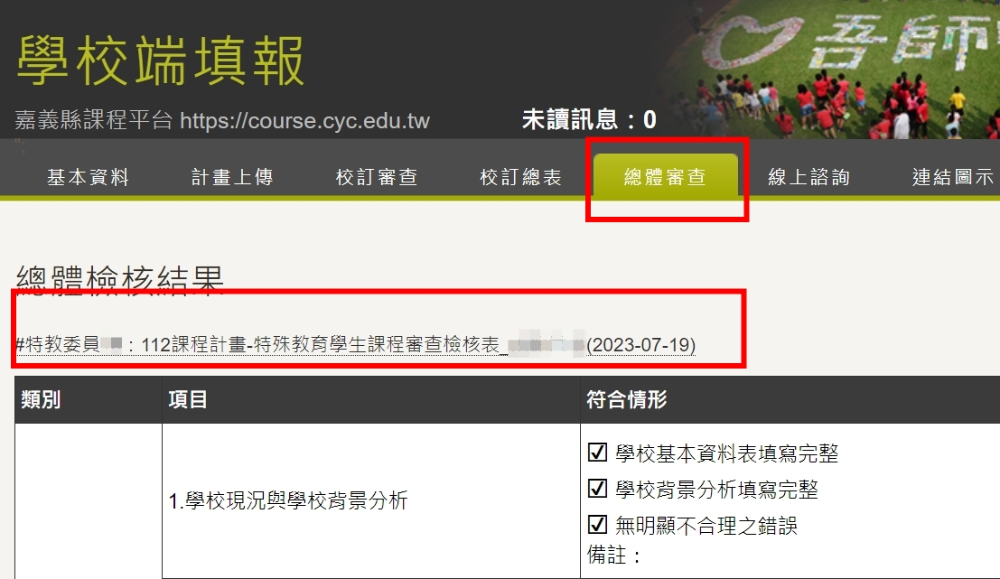 學校端填報
嘉義縣課程平台 https://course.cyc.edu.tw
未讀訊息：0
吾師
基本資料 計畫上傳 校訂審查 校訂總表 總體審查 線上諮詢 連結圖示
總體檢核結果
#特教委員：112課程計畫-特殊教育學生課程審查檢核表_(2023-07-19)
類別 項目 符合情形
1.學校現況與學校背景分析
☑ 學校基本資料表填寫完整
☑ 學校背景分析填寫完整
☑ 無明顯不合理之錯誤
備註：